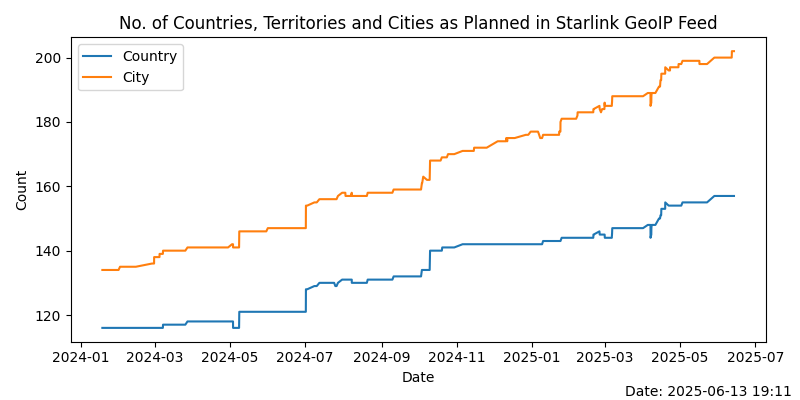 No. of Countries, Territories and Cities as Planned in Starlink GeoIP Feed
Country
City
Count
200
180
160
140
120
2024-01 2024-03 2024-05 2024-07 2024-09 2024-11 2025-01 2025-03 2025-05 2025-07
Date
Date: 2025-06-13 19:11